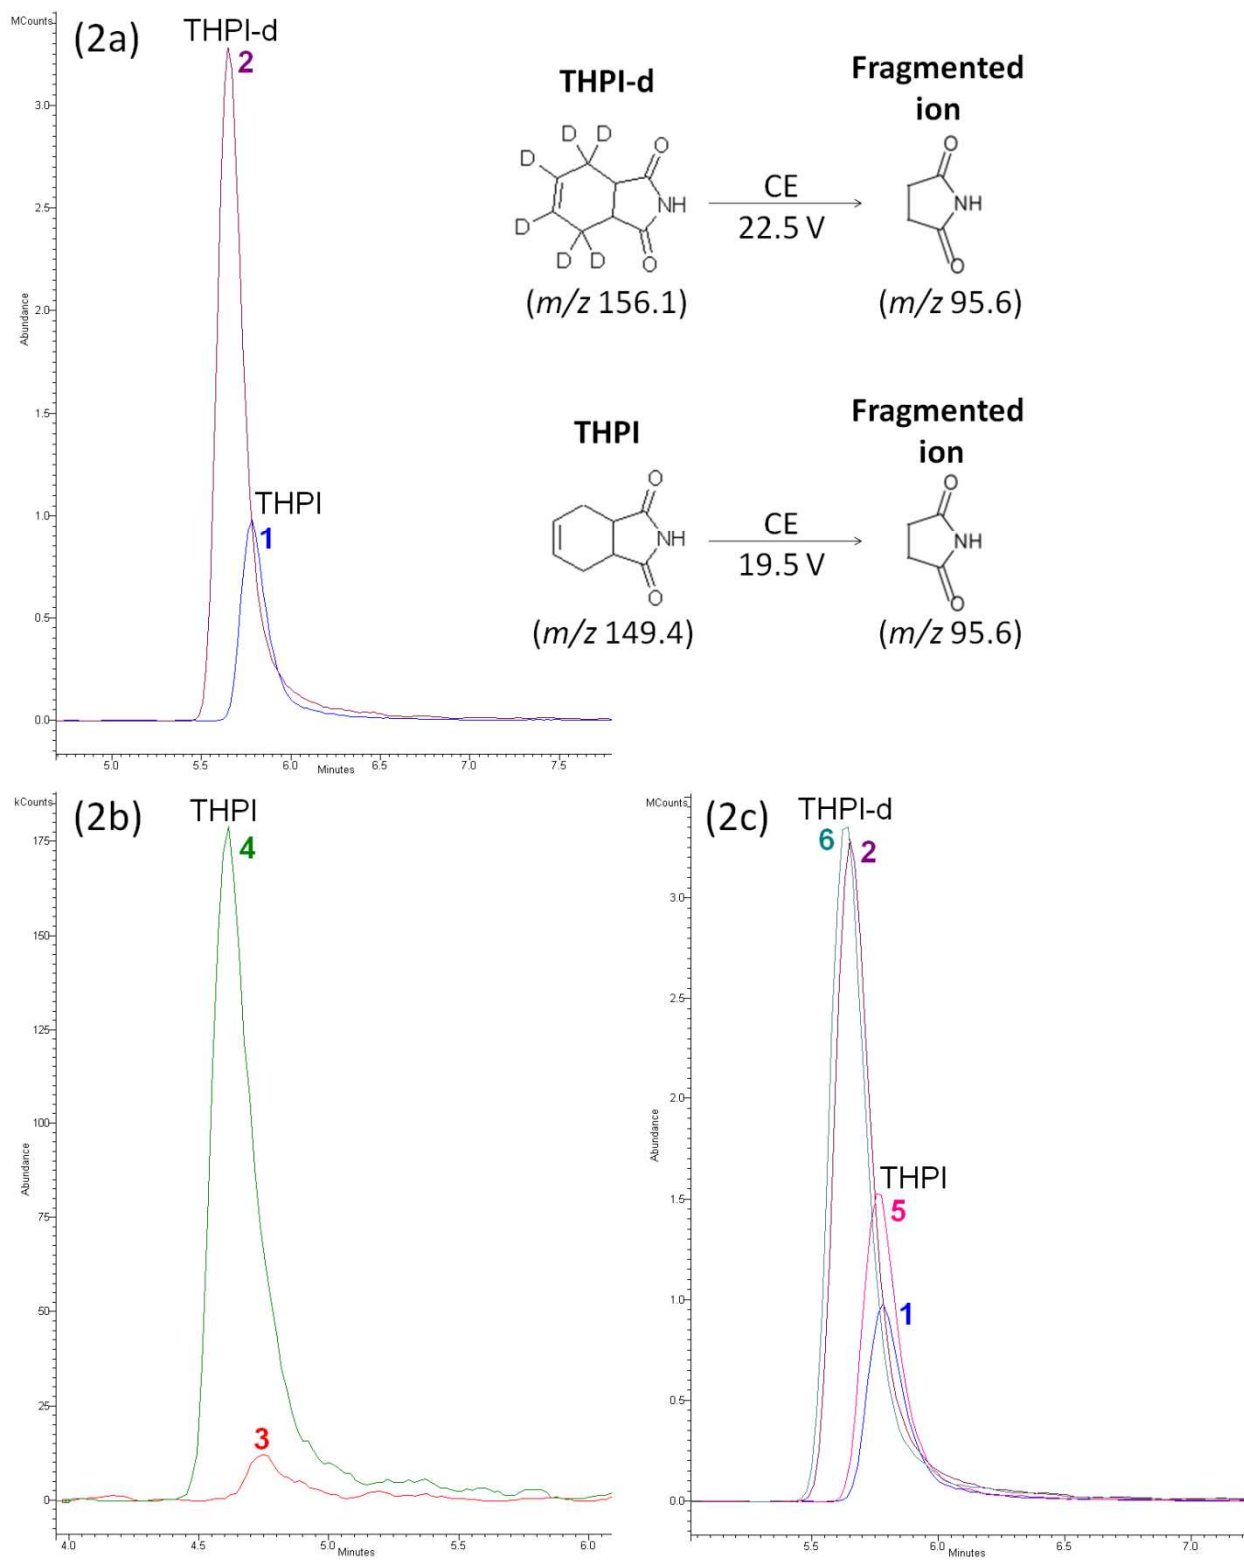 MCounts
(2a)
THPI-d
2
3.0
2.5
2.0
1.5
1.0
0.5
0.0
Abundance
THPI
1
5.0 5.5 6.0 6.5 7.0 7.5
Minutes
THPI-d
D D
D
D
D D
O
NH
O
(m/z 156.1)
CE
22.5 V
Fragmented
ion
O
NH
O
(m/z 95.6)
THPI
O
NH
O
(m/z 149.4)
CE
19.5 V
Fragmented
ion
O
NH
O
(m/z 95.6)
kCounts
(2b)
THPI
4
175
150
125
100
75
50
25
0
Abundance
3
4.0 4.5 5.0 5.5 6.0
Minutes
MCounts
(2c)
THPI-d
6 2
3.0
2.5
2.0
1.5
1.0
0.5
0.0
Abundance
THPI
5
1
5.5 6.0 6.5 7.0
Minutes